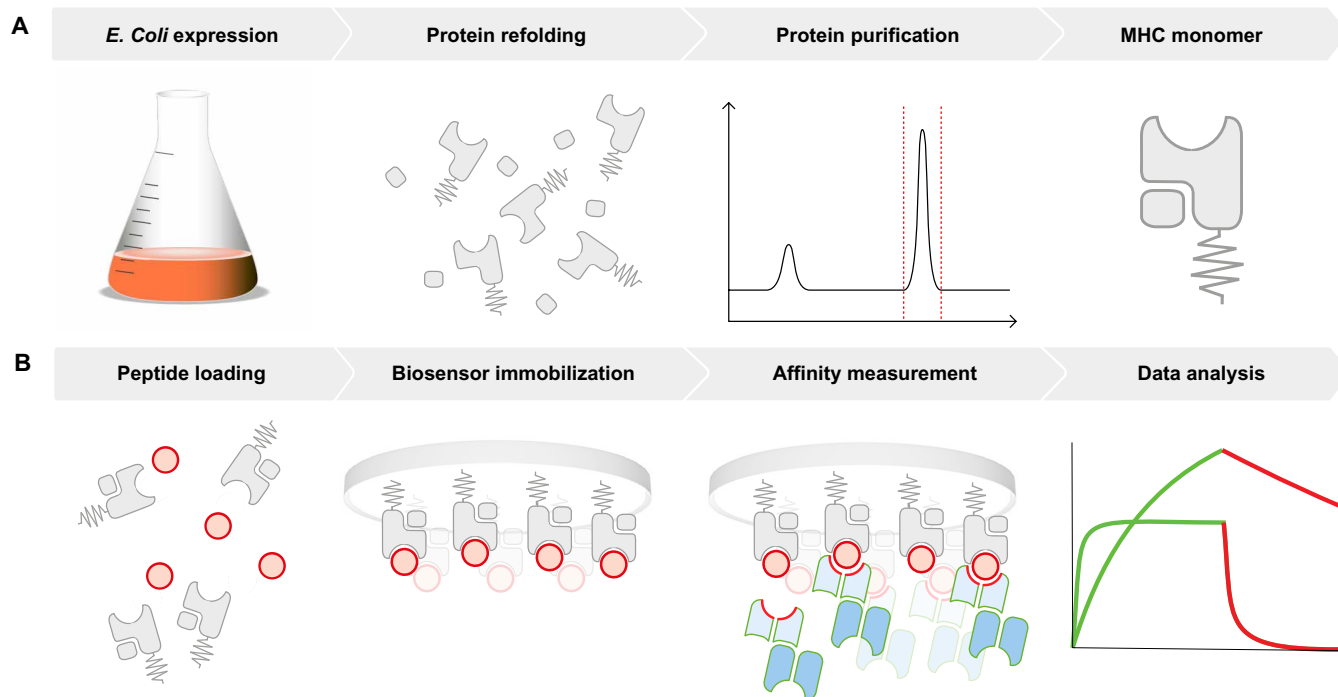 A
E. Coli expression
Protein refolding
Protein purification
MHC monomer
B
Peptide loading
Biosensor immobilization
Affinity measurement
Data analysis